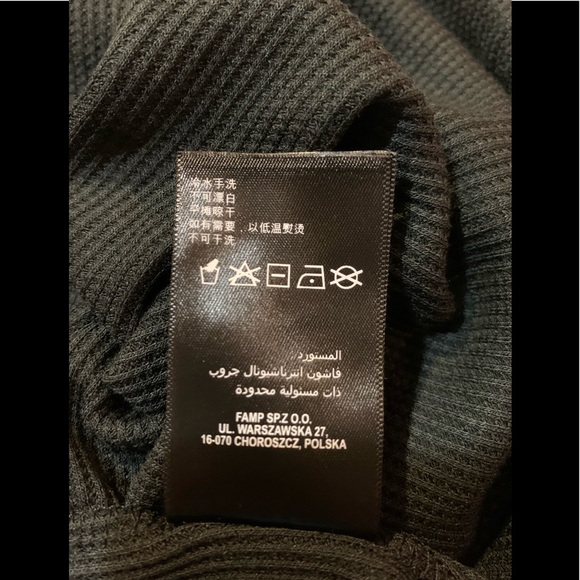 冷水手洗
不可漂白
平摊晾干
如有需要，以低温熨烫
不可干洗
المستورد
فاشون انترناشيونال جروب
ذات مسئولية محدودة
FAMP SP.Z O.O.
UL. WARSZAWSKA 27,
16-070 CHOROSZCZ, POLSKA